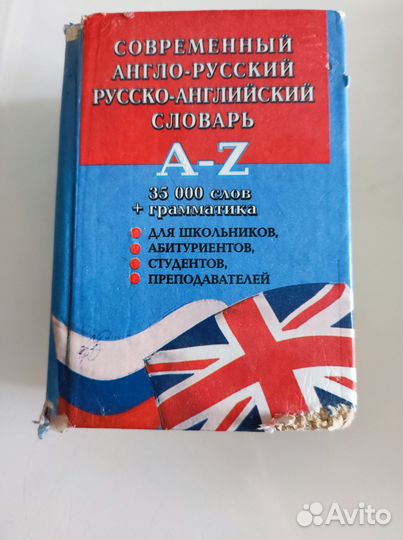 СОВРЕМЕННЫЙ
АНГЛО-РУССКИЙ
РУССКО-АНГЛИЙСКИЙ
СЛОВАРЬ
A-Z
35 000 слов
+ грамматика
ДЛЯ ШКОЛЬНИКОВ,
АБИТУРИЕНТОВ,
СТУДЕНТОВ,
ПРЕПОДАВАТЕЛЕЙ
Avito